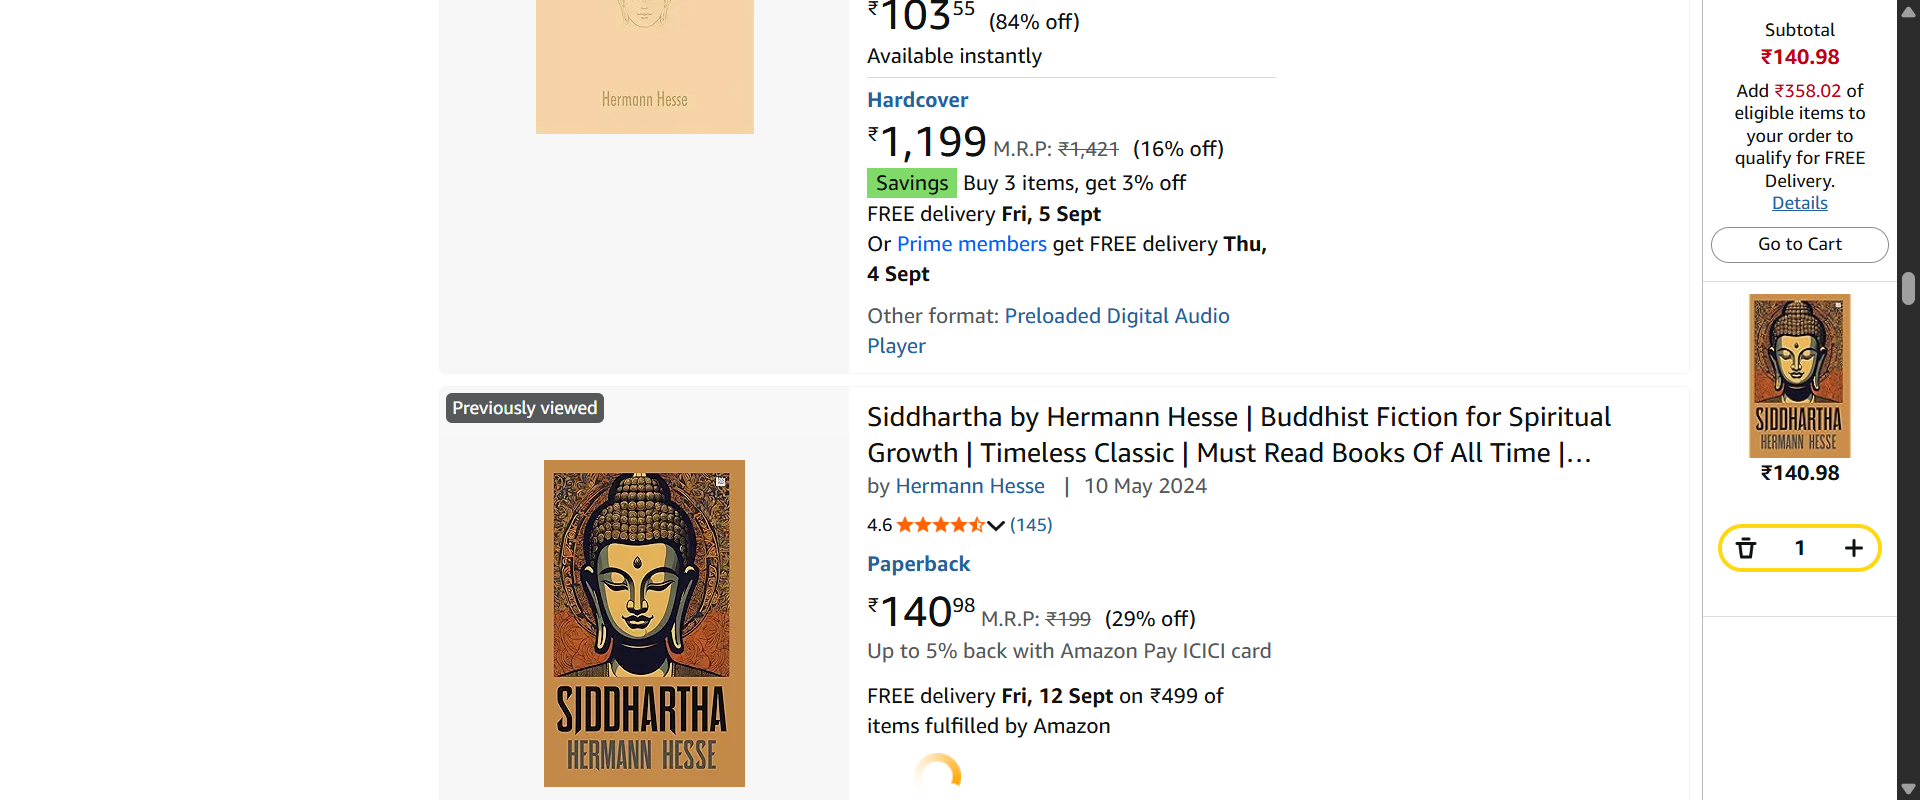 Hermann Hesse
₹103.55 (84% off)
Available instantly
Hardcover
₹1,199 M.R.P: ₹1,421 (16% off)
Savings Buy 3 items, get 3% off
FREE delivery Fri, 5 Sept
Or Prime members get FREE delivery Thu,
4 Sept
Other format: Preloaded Digital Audio
Player
Previously viewed
SIDDHARTHA
HERMANN HESSE
Siddhartha by Hermann Hesse | Buddhist Fiction for Spiritual
Growth | Timeless Classic | Must Read Books Of All Time |...
by Hermann Hesse | 10 May 2024
4.6 (145)
Paperback
₹140.98 M.R.P: ₹199 (29% off)
Up to 5% back with Amazon Pay ICICI card
FREE delivery Fri, 12 Sept on ₹499 of
items fulfilled by Amazon
Subtotal
₹140.98
Add ₹358.02 of
eligible items to
your order to
qualify for FREE
Delivery.
Details
Go to Cart
SIDDHARTHA
HERMANN HESSE
₹140.98
1